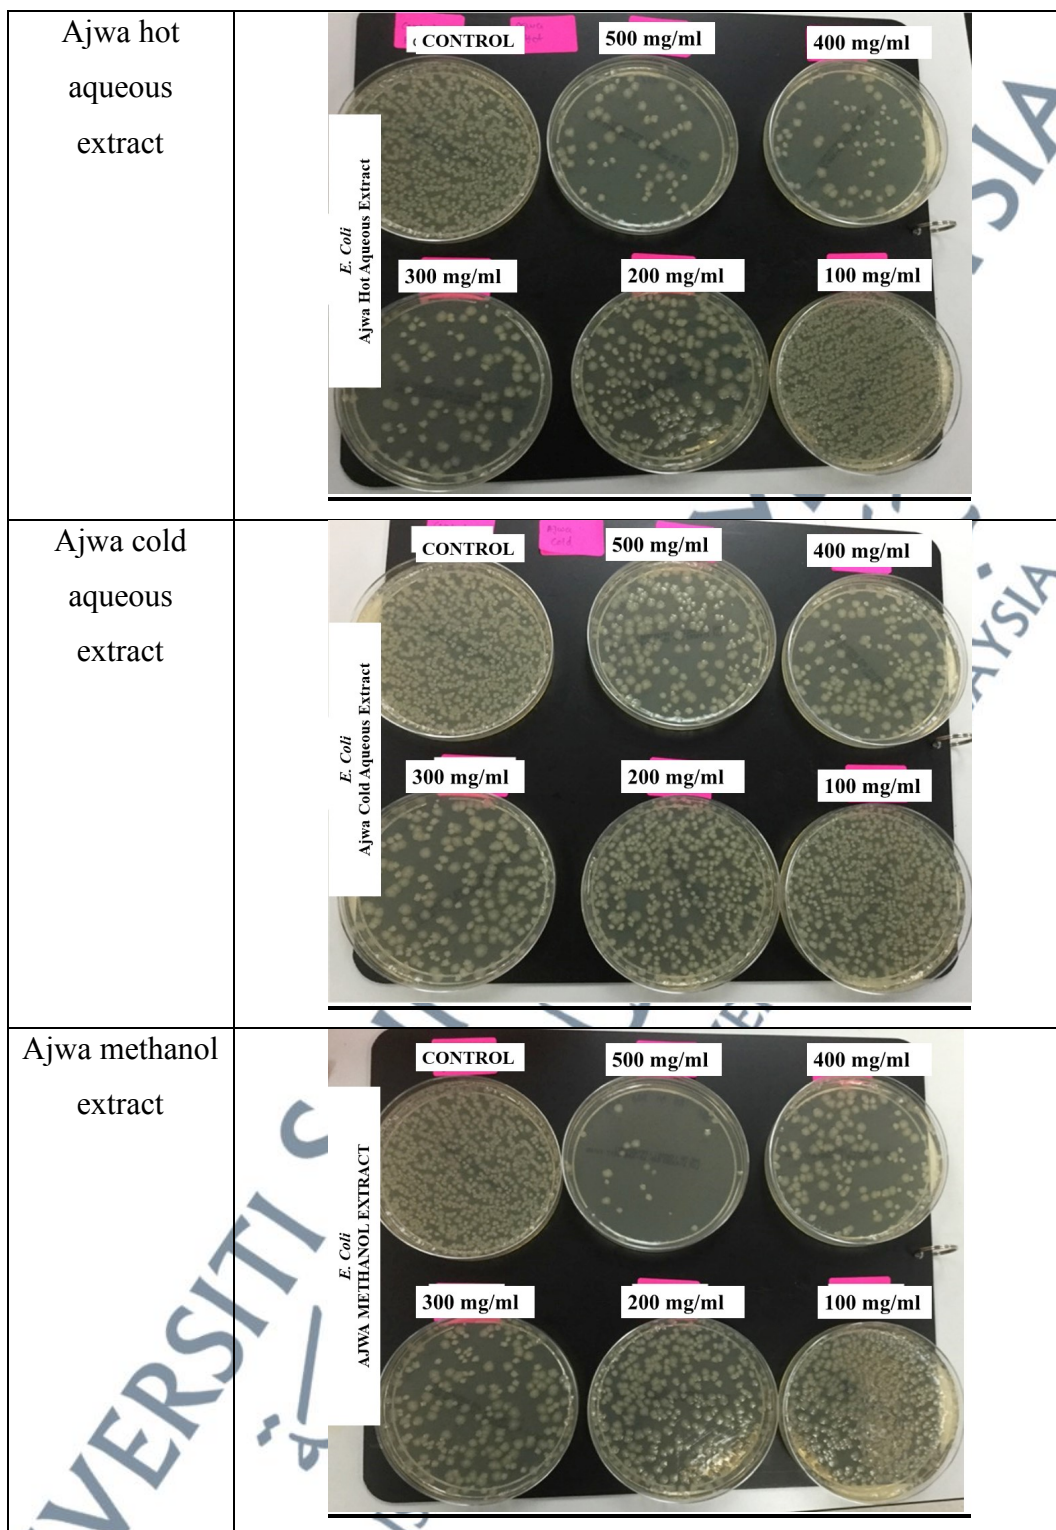 Ajwa hot
aqueous
extract
CONTROL
500 mg/ml
400 mg/ml
E. Coli
Ajwa Hot Aqueous Extract
300 mg/ml
200 mg/ml
100 mg/ml
Ajwa cold
aqueous
extract
CONTROL
Cold
500 mg/ml
400 mg/ml
E. Coli
Ajwa Cold Aqueous Extract
300 mg/ml
200 mg/ml
100 mg/ml
Ajwa methanol
extract
CONTROL
500 mg/ml
400 mg/ml
E. Coli
AJWA METHANOL EXTRACT
300 mg/ml
200 mg/ml
100 mg/ml